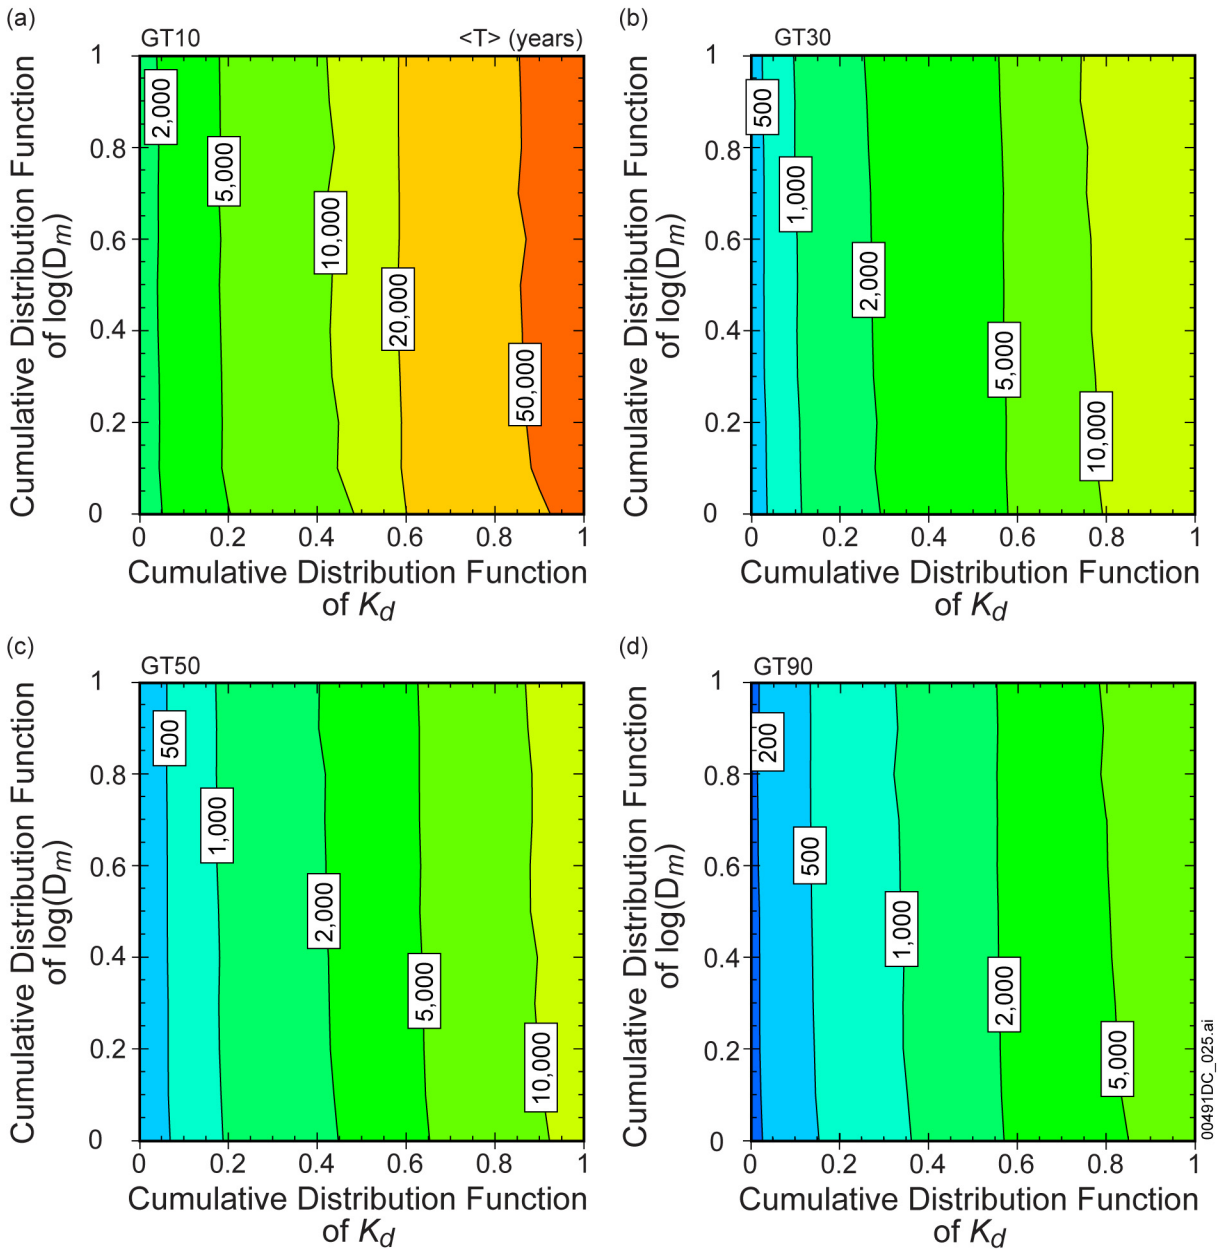 (a)
GT10 <T> (years)
Cumulative Distribution Function
of log(Dm)
1
0.8
0.6
0.4
0.2
0
2,000
5,000
10,000
20,000
50,000
0 0.2 0.4 0.6 0.8 1
Cumulative Distribution Function
of Kd
(b)
GT30
Cumulative Distribution Function
of log(Dm)
1
0.8
0.6
0.4
0.2
0
500
1,000
2,000
5,000
10,000
0 0.2 0.4 0.6 0.8 1
Cumulative Distribution Function
of Kd
(c)
GT50
Cumulative Distribution Function
of log(Dm)
1
0.8
0.6
0.4
0.2
0
500
1,000
2,000
5,000
10,000
0 0.2 0.4 0.6 0.8 1
Cumulative Distribution Function
of Kd
(d)
GT90
Cumulative Distribution Function
of log(Dm)
1
0.8
0.6
0.4
0.2
0
200
500
1,000
2,000
5,000
0 0.2 0.4 0.6 0.8 1
Cumulative Distribution Function
of Kd
00491DC_025.ai